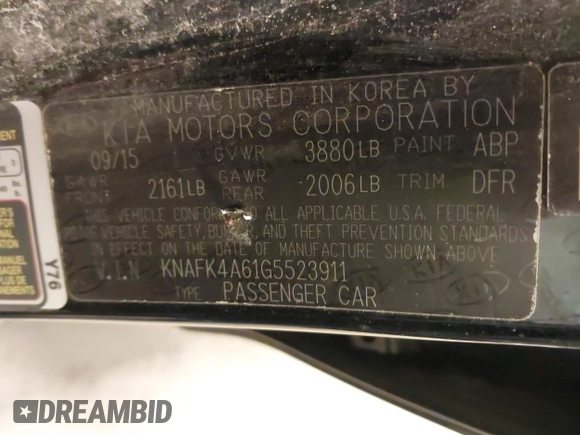 MANUFACTURED IN KOREA BY
KIA MOTORS CORPORATION
09/15 GVWR 3880LB PAINT ABP
GAWR FRONT 2161LB GAWR REAR 2006LB TRIM DFR
THIS VEHICLE CONFORMS TO ALL APPLICABLE U.S.A. FEDERAL
MOTOR VEHICLE SAFETY, BUMPER, AND THEFT PREVENTION STANDARDS
IN EFFECT ON THE DATE OF MANUFACTURE SHOWN ABOVE.
V.I.N KNAFK4A61G5523911
TYPE PASSENGER CAR
Y76
KIA
DREAMBID